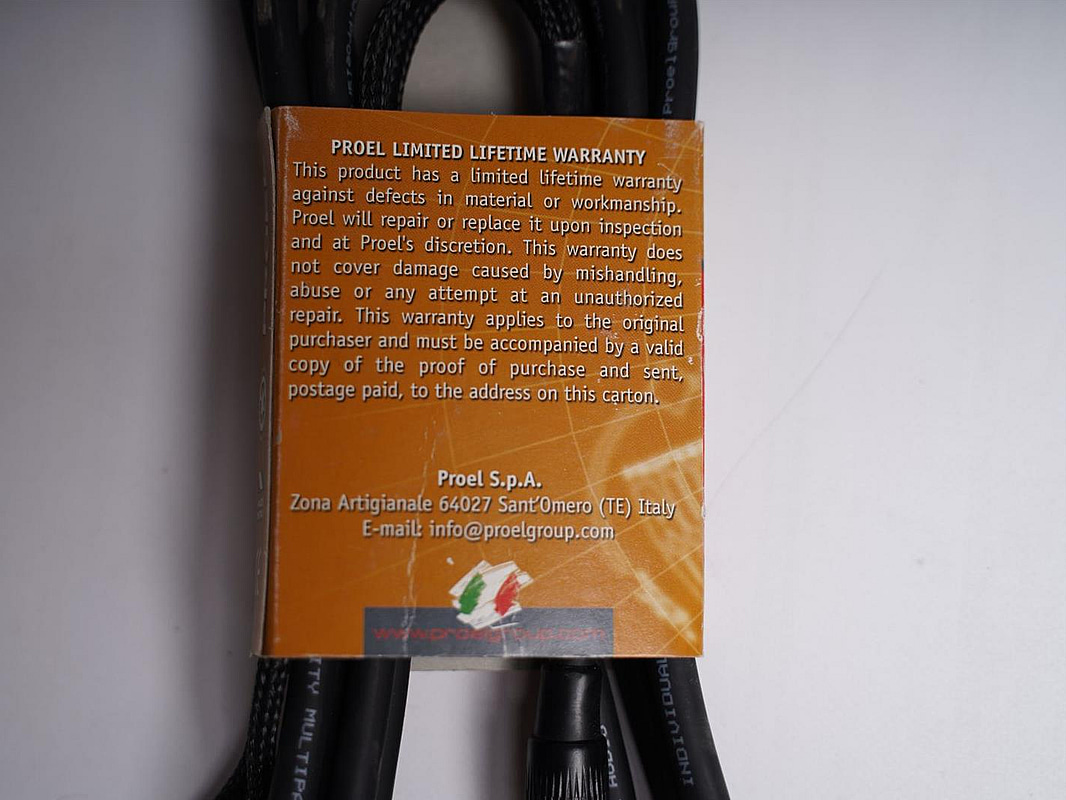 Proelgroup
PROEL LIMITED LIFETIME WARRANTY
This product has a limited lifetime warranty
against defects in material or workmanship.
Proel will repair or replace it upon inspection
and at Proel's discretion. This warranty does
not cover damage caused by mishandling,
abuse or any attempt at an unauthorized
repair. This warranty applies to the original
purchaser and must be accompanied by a valid
copy of the proof of purchase and sent,
postage paid, to the address on this carton.
Proel S.p.A.
Zona Artigianale 64027 Sant'Omero (TE) Italy
E-mail: info@proelgroup.com
www.proelgroup.com
ITY MULTIPA
INDIVIDUAL